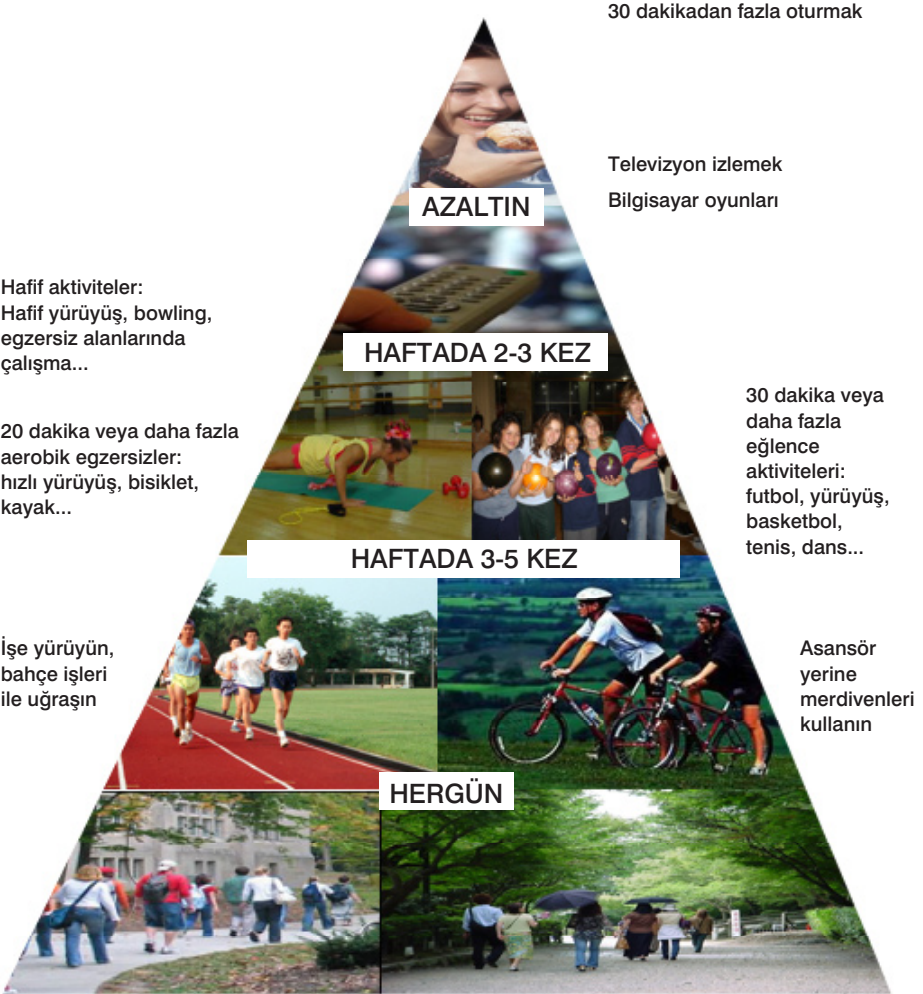 30 dakikadan fazla oturmak
Televizyon izlemek
Bilgisayar oyunları
AZALTIN
Hafif aktiviteler:
Hafif yürüyüş, bowling,
egzersiz alanlarında
çalışma...
HAFTADA 2-3 KEZ
20 dakika veya daha fazla
aerobik egzersizler:
hızlı yürüyüş, bisiklet,
kayak...
30 dakika veya
daha fazla
eğlence
aktiviteleri:
futbol, yürüyüş,
basketbol,
tenis, dans...
HAFTADA 3-5 KEZ
İşe yürüyün,
bahçe işleri
ile uğraşın
Asansör
yerine
merdivenleri
kullanın
HERGÜN